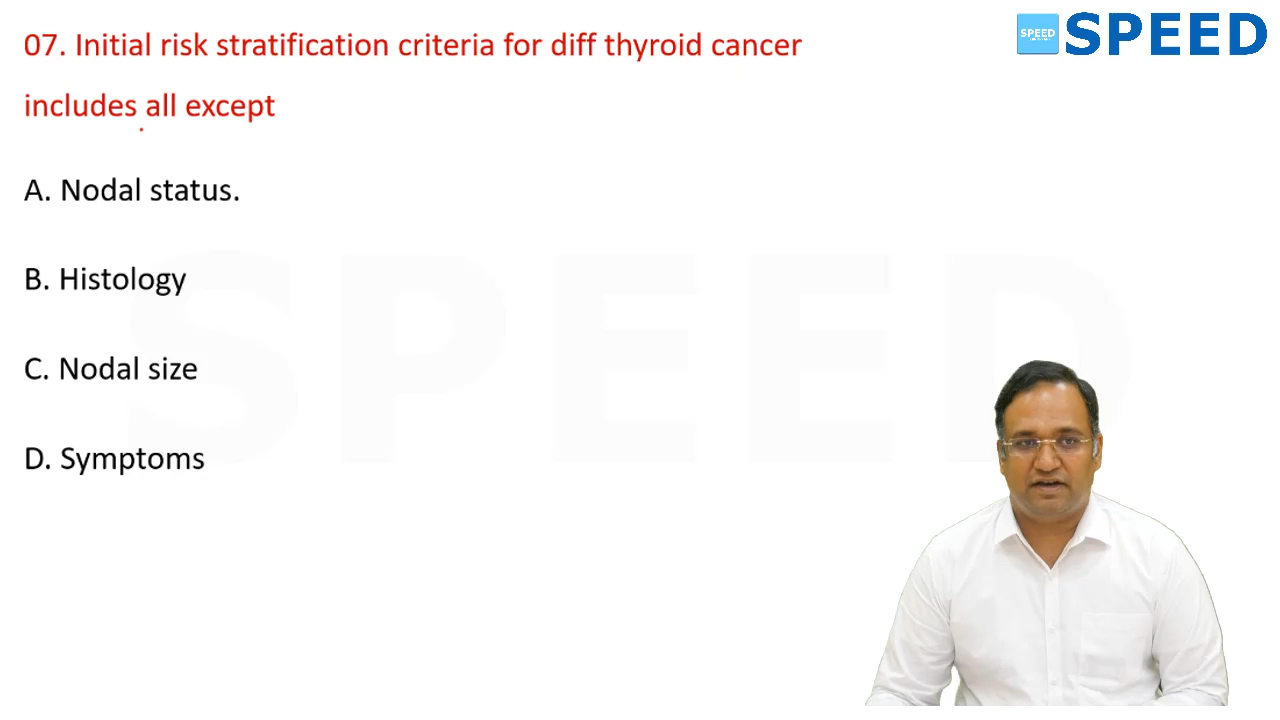 07. Initial risk stratification criteria for diff thyroid cancer
includes all except
A. Nodal status.
B. Histology
C. Nodal size
D. Symptoms
SPEED
SPEED
SPEED